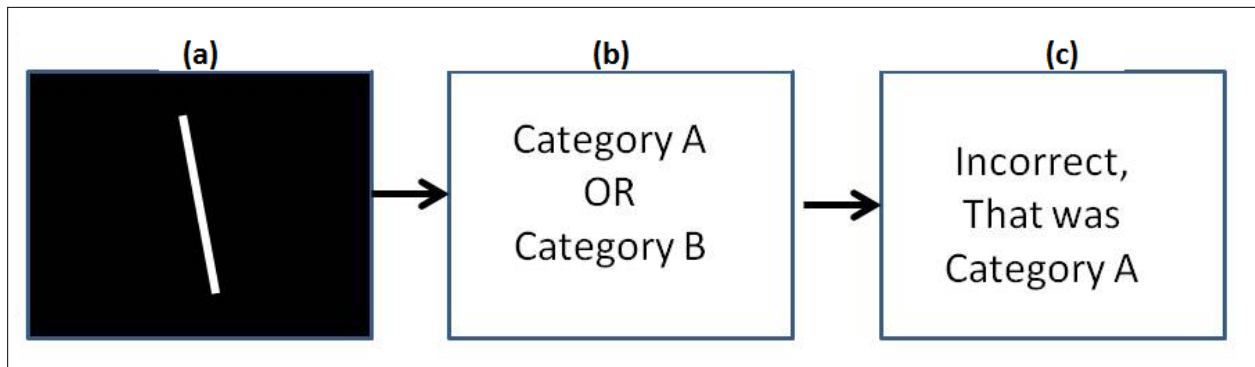 (a)
(b)
(c)
Category A
OR
Category B
Incorrect,
That was
Category A